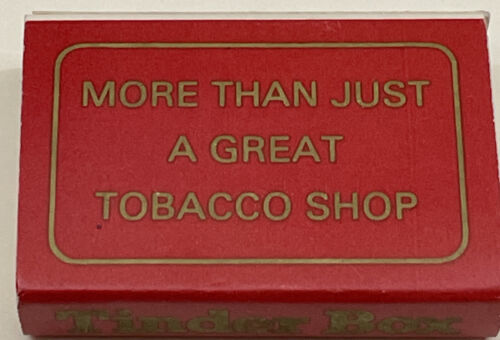 MORE THAN JUST
A GREAT
TOBACCO SHOP
Tinder Box